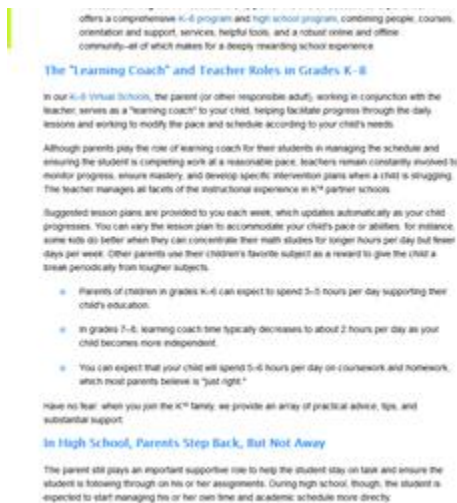 offers a comprehensive K-8 program and high school program, combining people, courses,
orientation and support, services, helpful tools, and a robust online and offline
community–all of which makes for a deeply rewarding school experience.
The "Learning Coach" and Teacher Roles in Grades K-8
In our K-8 Virtual Schools, the parent (or other responsible adult), working in conjunction with the
teacher, serves as a "learning coach" to your child, helping facilitate progress through the daily
lessons and working to modify the pace and schedule according to your child's needs.
Although parents play the role of learning coach for their students in managing the schedule and
ensuring the student is completing work at a reasonable pace, teachers remain constantly involved to
monitor progress, ensure mastery, and develop specific intervention plans when a child is struggling.
The teacher manages all facets of the instructional experience in K¹² partner schools.
Suggested lesson plans are provided to you each week, which updates automatically as your child
progresses. You can vary the lesson plan to accommodate your child's pace or abilities, for instance,
some kids do better when they can concentrate their math studies for longer hours per day but fewer
days per week. Other parents use their children's favorite subject as a reward to give the child a
break periodically from tougher subjects.
Parents of children in grades K-6 can expect to spend 3-5 hours per day supporting their
child's education.
In grades 7-8, learning coach time typically decreases to about 2 hours per day as your
child becomes more independent.
You can expect that your child will spend 5-6 hours per day on coursework and homework,
which most parents believe is "just right."
Have no fear: when you join the K¹² family, we provide an array of practical advice, tips, and
substantial support.
In High School, Parents Step Back, But Not Away
The parent still plays an important supportive role to help the student stay on task and ensure the
student is following through on his or her assignments. During high school, though, the student is
expected to start managing his or her own time and academic schedule more directly.